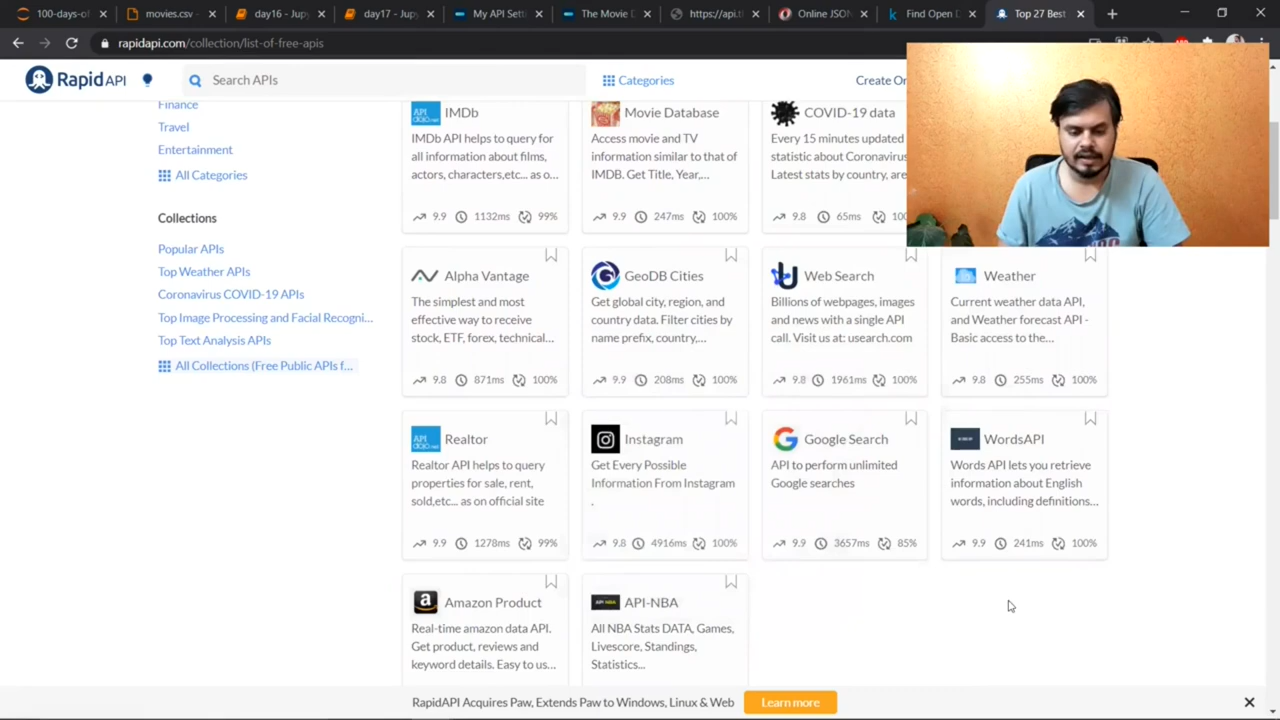 100-days-of
movies.csv
day16 - Jupy
day17 - Jupy
My API Setti
The Movie D
https://api.tl
Online JSON
Find Open D
Top 27 Best
rapidapi.com/collection/list-of-free-apis
Rapid API
Search APIs
Categories
Create Or
Finance
Travel
Entertainment
All Categories
Collections
Popular APIs
Top Weather APIs
Coronavirus COVID-19 APIs
Top Image Processing and Facial Recogni...
Top Text Analysis APIs
All Collections (Free Public APIs f...
IMDb
IMDb API helps to query for
all information about films,
actors, characters,etc... as o...
9.9 1132ms 99%
Movie Database
Access movie and TV
information similar to that of
IMDB. Get Title, Year,...
9.9 247ms 100%
COVID-19 data
Every 15 minutes updated
statistic about Coronavirus
Latest stats by country, are
9.8 65ms 100
Alpha Vantage
The simplest and most
effective way to receive
stock, ETF, forex, technical...
9.8 871ms 100%
GeoDB Cities
Get global city, region, and
country data. Filter cities by
name prefix, country,...
9.9 208ms 100%
Web Search
Billions of webpages, images
and news with a single API
call. Visit us at: usearch.com
9.8 1961ms 100%
Weather
Current weather data API,
and Weather forecast API -
Basic access to the...
9.8 255ms 100%
Realtor
Realtor API helps to query
properties for sale, rent,
sold,etc... as on official site
9.9 1278ms 99%
Instagram
Get Every Possible
Information From Instagram
.
9.8 4916ms 100%
Google Search
API to perform unlimited
Google searches
9.9 3657ms 85%
WordsAPI
Words API lets you retrieve
information about English
words, including definitions...
9.9 241ms 100%
Amazon Product
Real-time amazon data API.
Get product, reviews and
keyword details. Easy to us...
API-NBA
All NBA Stats DATA, Games,
Livescore, Standings,
Statistics...
RapidAPI Acquires Paw, Extends Paw to Windows, Linux & Web
Learn more